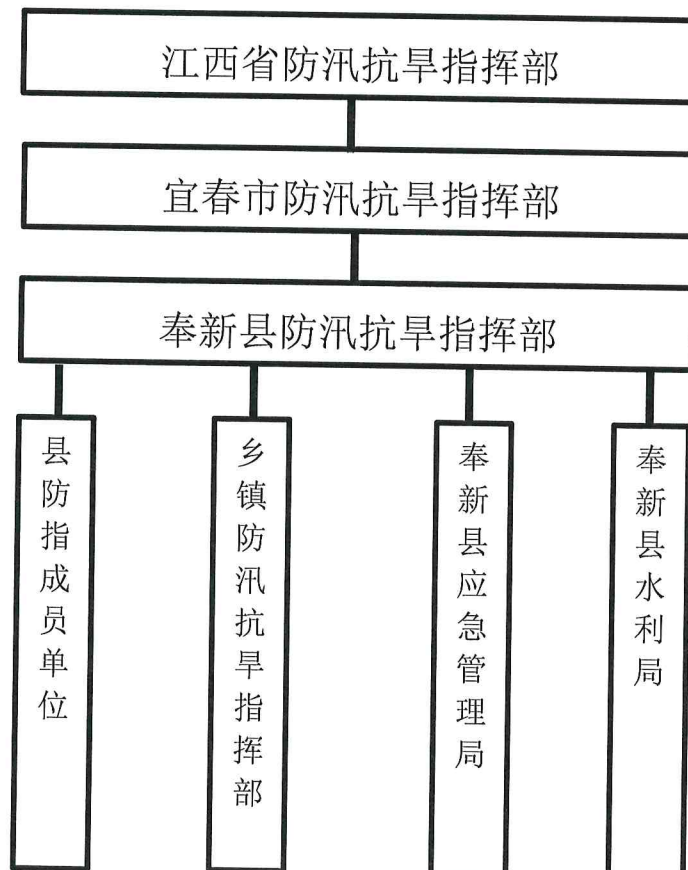 江西省防汛抗旱指挥部
宜春市防汛抗旱指挥部
奉新县防汛抗旱指挥部
县防指成员单位
乡镇防汛抗旱指挥部
奉新县应急管理局
奉新县水利局